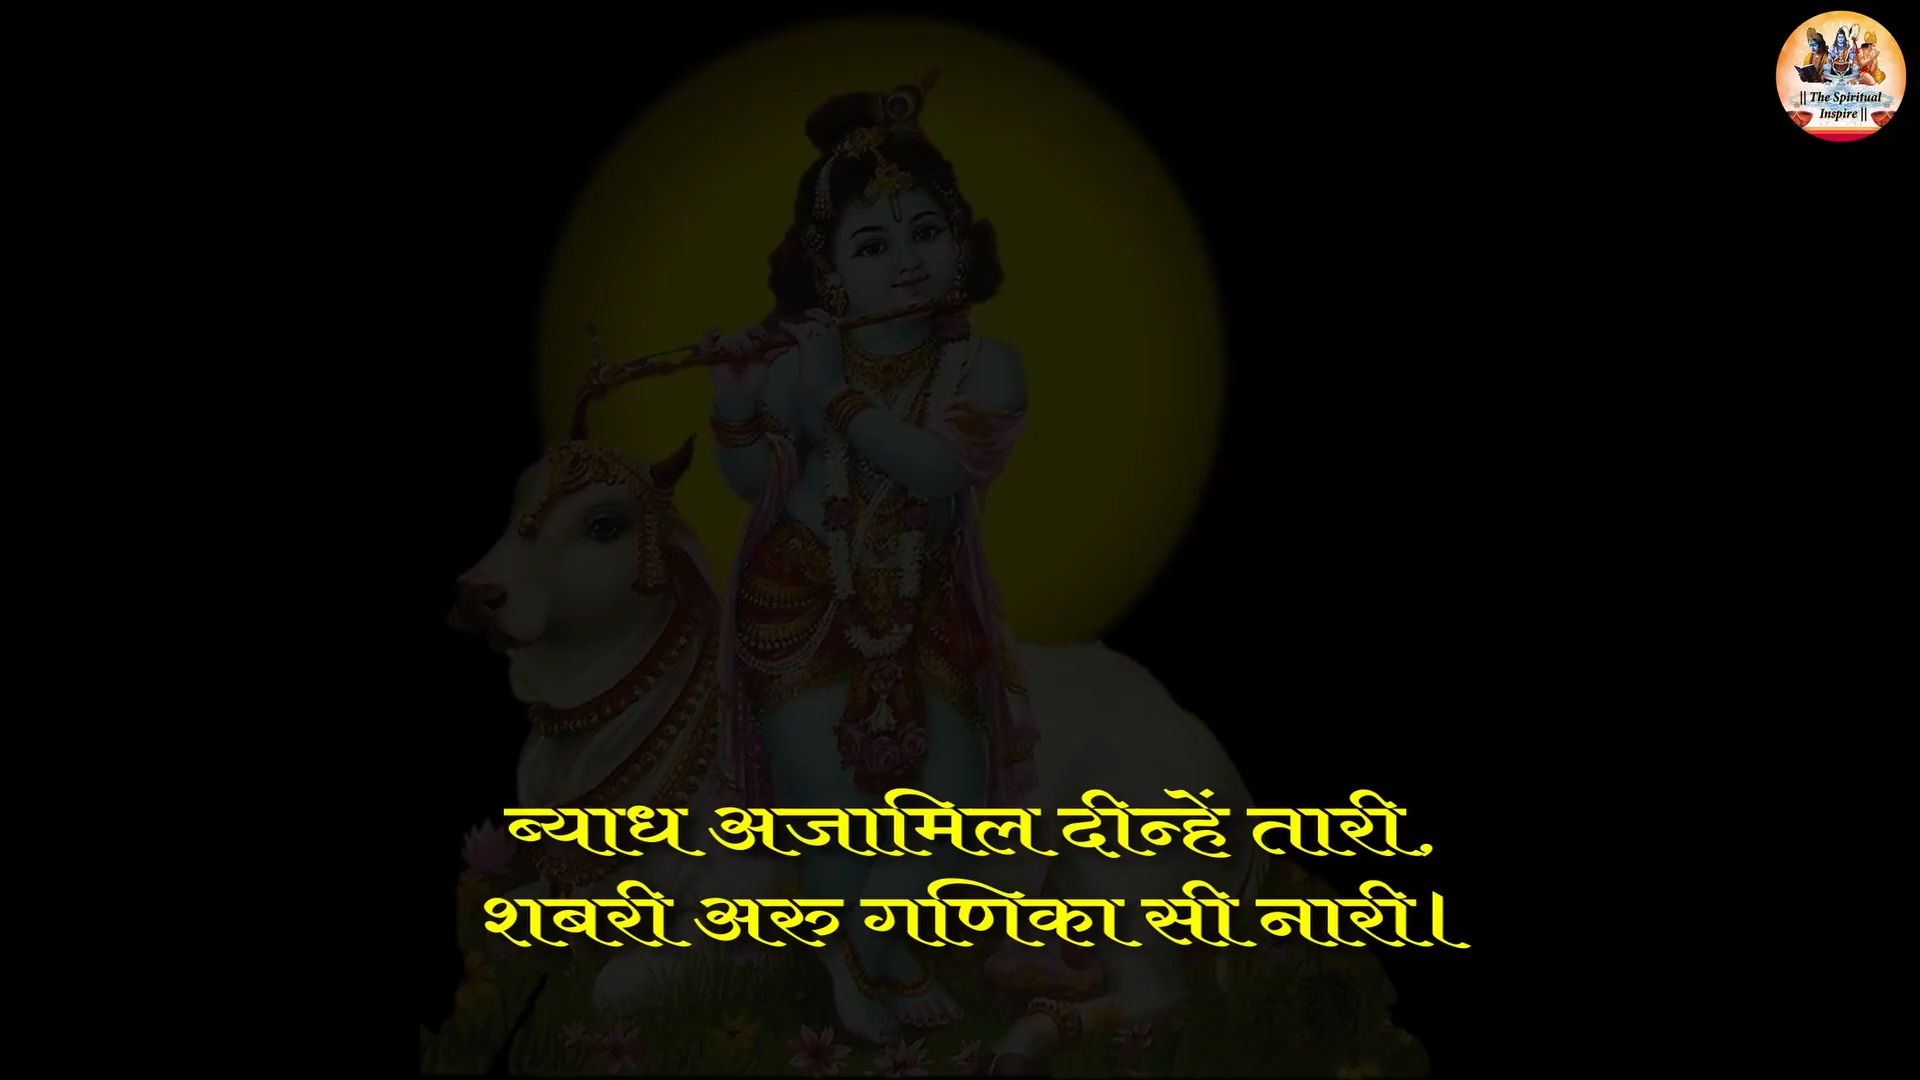 || The Spiritual
Inspire ||
ब्याध अजामिल दीन्हें तारी,
शबरी अरु गणिका सी नारी।